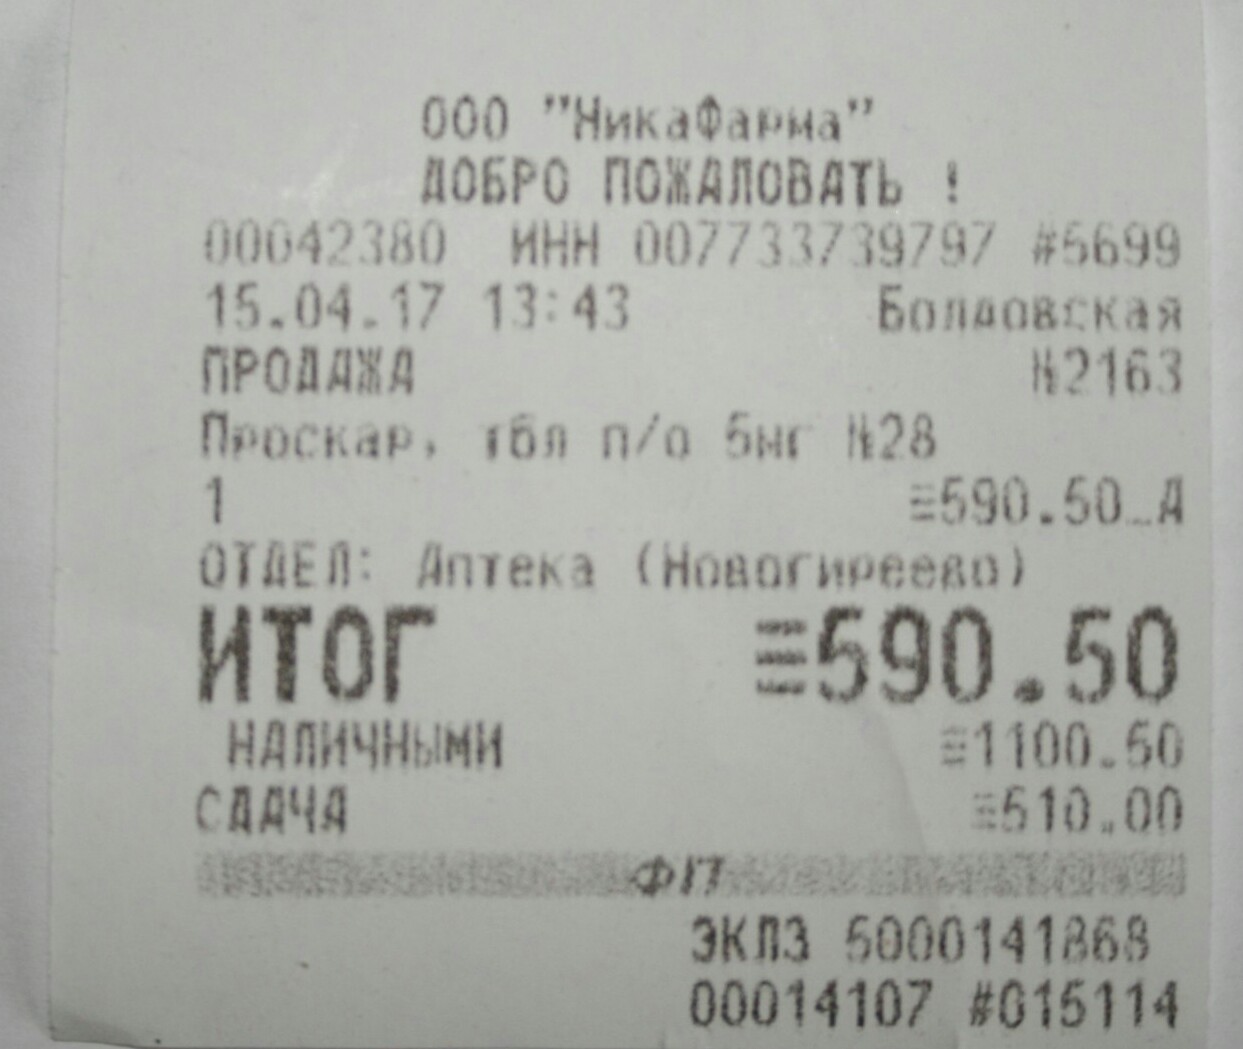 ООО "НикаФарма"
ДОБРО ПОЖАЛОВАТЬ !
00042380 ИНН 007733739797 #5699
15.04.17 13:43 Болдовская
ПРОДАЖА №2163
Проскар, тбл п/о 5мг №28
1 ≡590.50_А
ОТДЕЛ: Аптека (Новогиреево)
ИТОГ ≡590.50
НАЛИЧНЫМИ ≡1100.50
СДАЧА ≡510.00
ФП
ЭКЛЗ 5000141868
00014107 #015114